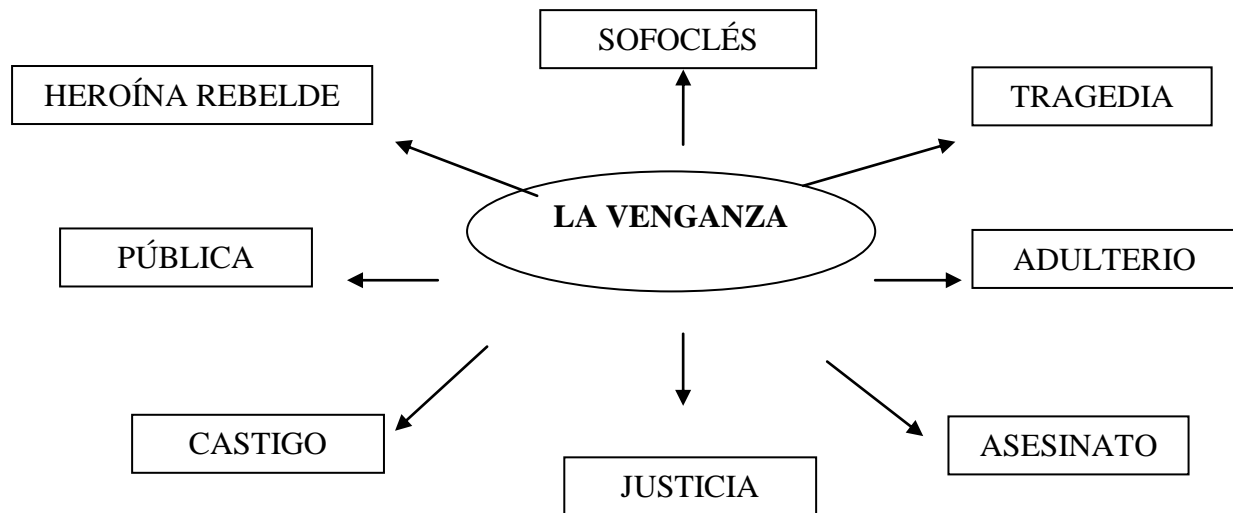 SOFOCLÉS
HEROÍNA REBELDE
TRAGEDIA
LA VENGANZA
PÚBLICA
ADULTERIO
CASTIGO
ASESINATO
JUSTICIA